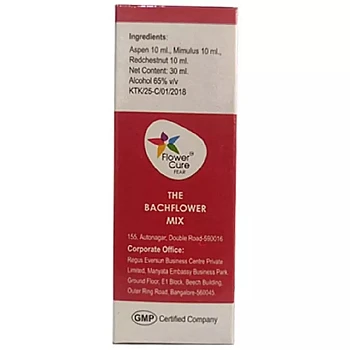 Ingredients:
Aspen 10 ml., Mimulus 10 ml.,
Redchestnut 10 ml.
Net Content: 30 ml.
Alcohol 65% v/v
KTK/25-C/01/2018
Flower
Cure
FEAR
THE
BACHFLOWER
MIX
155, Autonagar, Double Road-590016
Corporate Office:
Regus Eversun Business Centre Private
Limited, Manyata Embassy Business Park
Ground Floor, E1 Block, Beech Building,
Outer Ring Road, Bangalore-560045.
GMP Certified Company